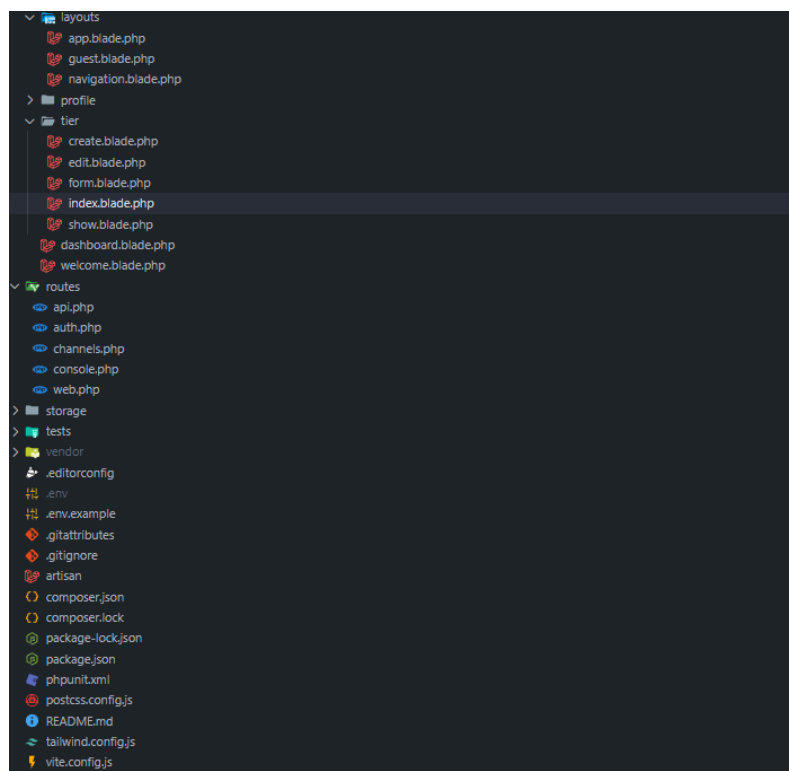 layouts
app.blade.php
guest.blade.php
navigation.blade.php
profile
tier
create.blade.php
edit.blade.php
form.blade.php
index.blade.php
show.blade.php
dashboard.blade.php
welcome.blade.php
routes
api.php
auth.php
channels.php
console.php
web.php
storage
tests
vendor
.editorconfig
.env
.env.example
.gitattributes
.gitignore
artisan
composer.json
composer.lock
package-lock.json
package.json
phpunit.xml
postcss.config.js
README.md
tailwind.config.js
vite.config.js